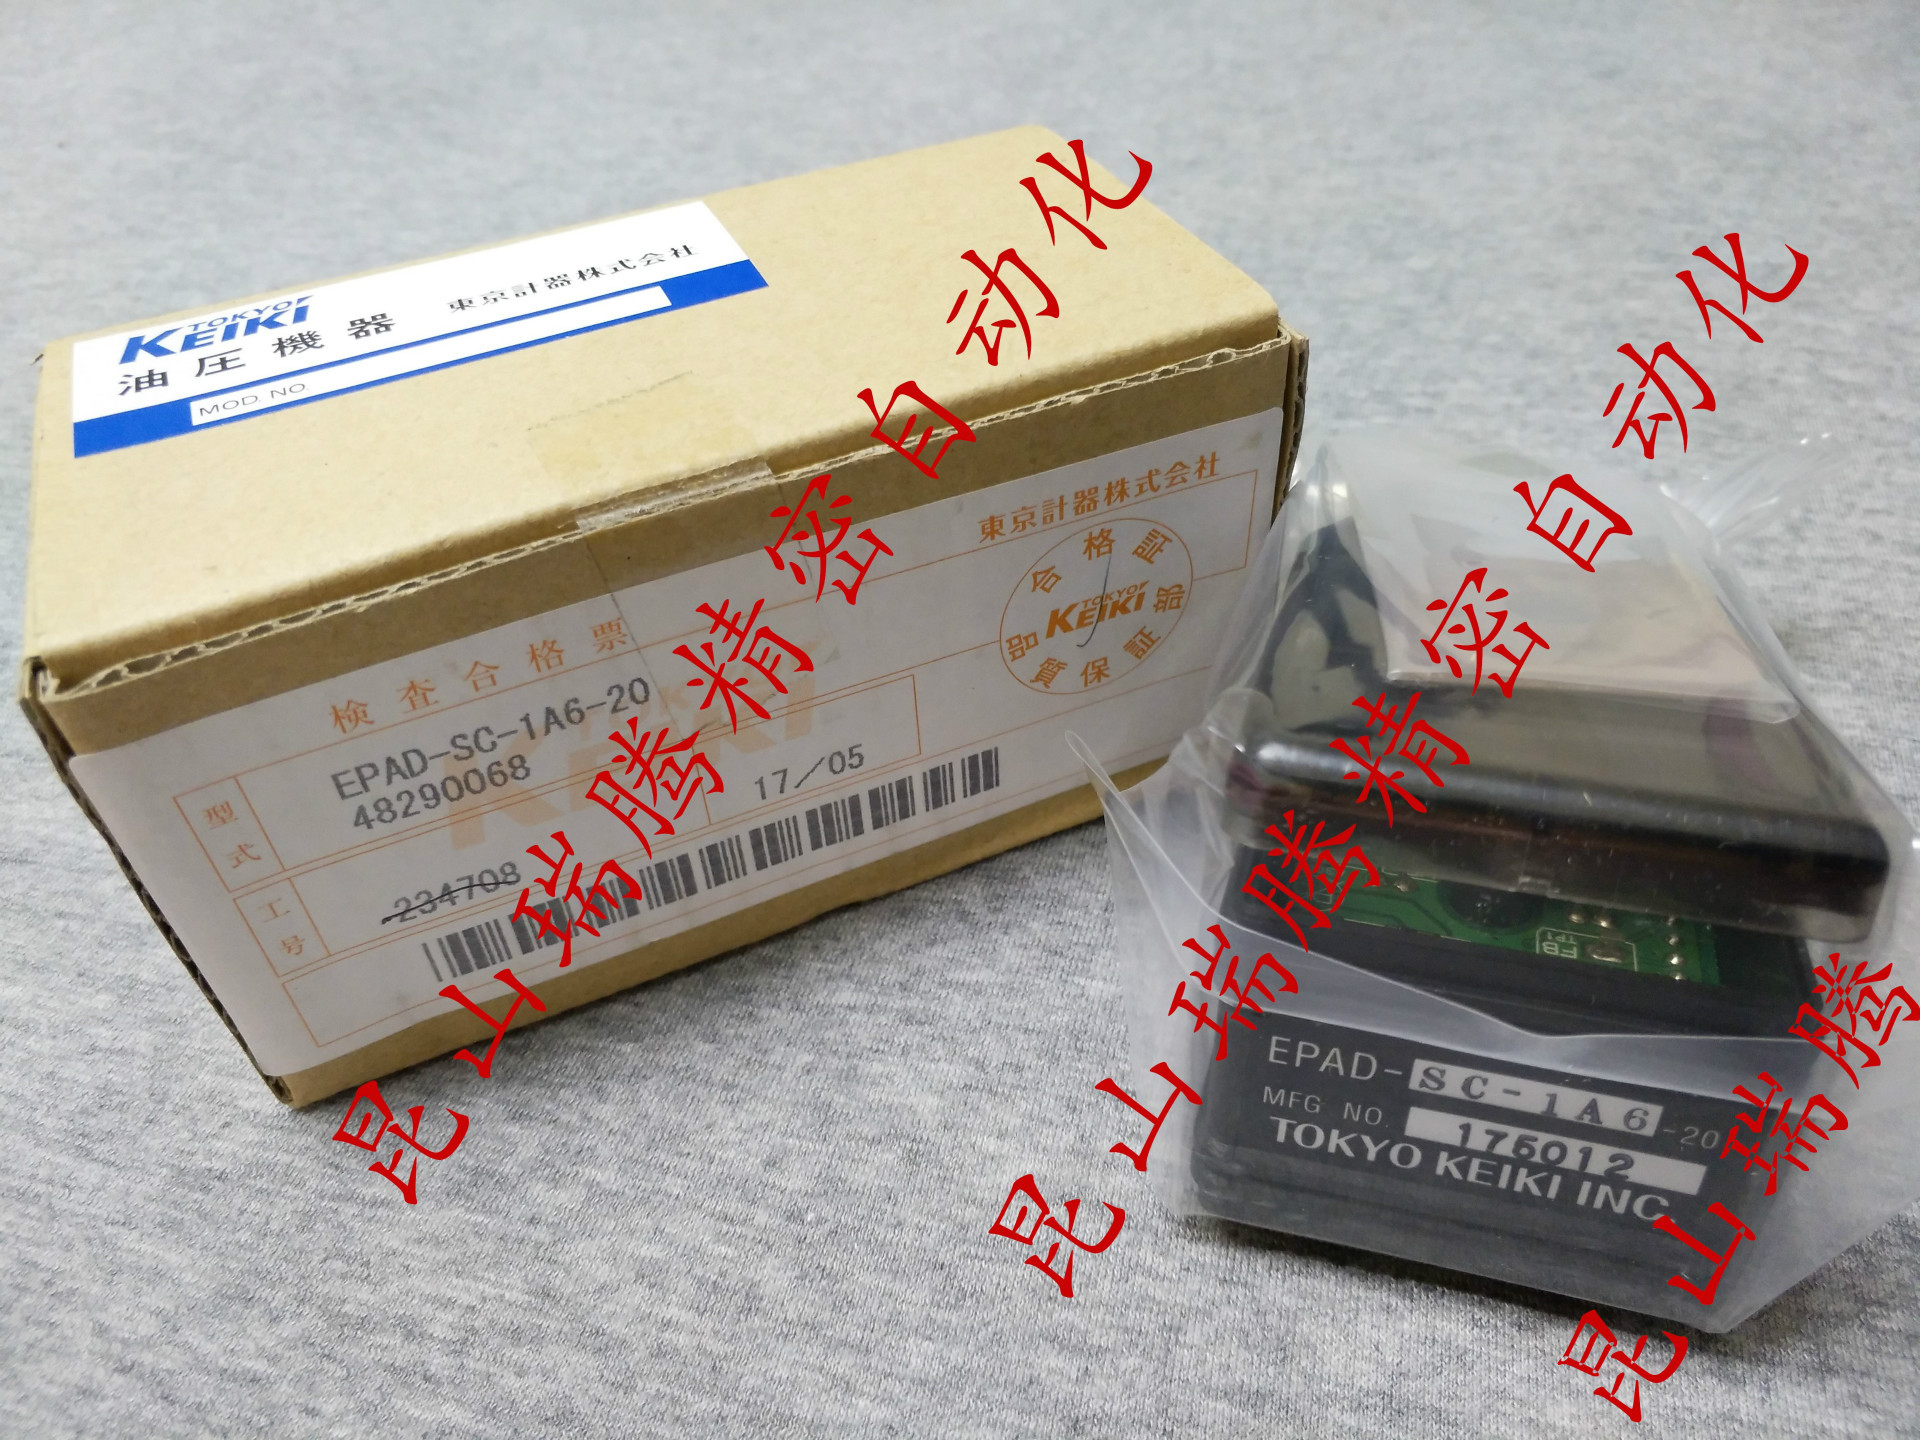 TOKYO
KEIKI
油圧機器
東京計器株式会社
MOD. NO.
東京計器株式会社
検査合格票
合格証
TOKYO
KEIKI
品質保証部
型式
EPAD-SC-1A6-20
48290068
17/05
工号
234708
EPAD-SC-1A6-20
MFG NO. 175012
TOKYO KEIKI INC.
TB
TP1
昆山瑞腾精密自动化
昆山瑞腾精密自动化
昆山瑞腾